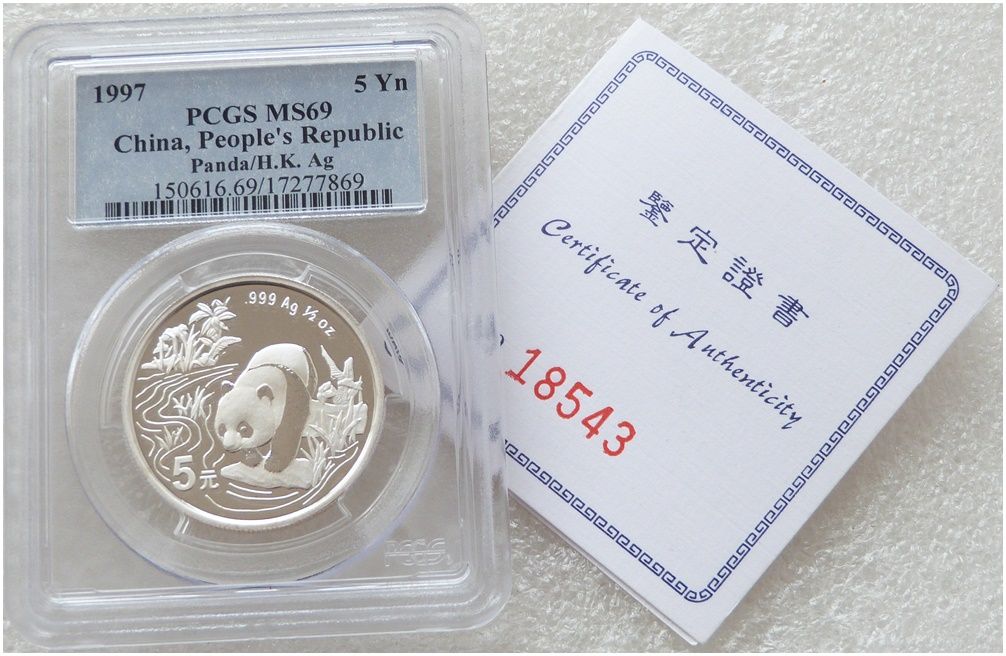 1997 5 Yn
PCGS MS69
China, People's Republic
Panda/H.K. Ag
150616.69/17277869
.999 Ag ½ oz
5元
PCGS
鑒定證書
Certificate of Authenticity
18543